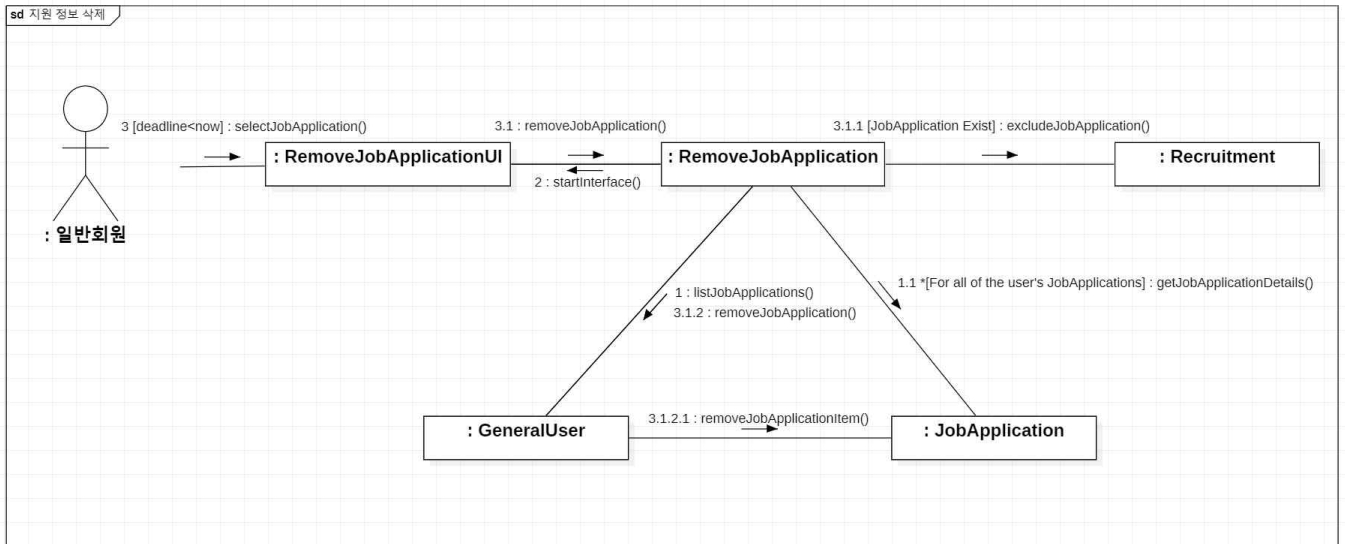 sd 지원 정보 삭제
3 [deadline<now] : selectJobApplication()
3.1 : removeJobApplication()
3.1.1 [JobApplication Exist] : excludeJobApplication()
: RemoveJobApplicationUI
: RemoveJobApplication
: Recruitment
2 : startInterface()
: 일반회원
1.1 *[For all of the user's JobApplications] : getJobApplicationDetails()
1 : listJobApplications()
3.1.2 : removeJobApplication()
3.1.2.1 : removeJobApplicationItem()
: GeneralUser
: JobApplication